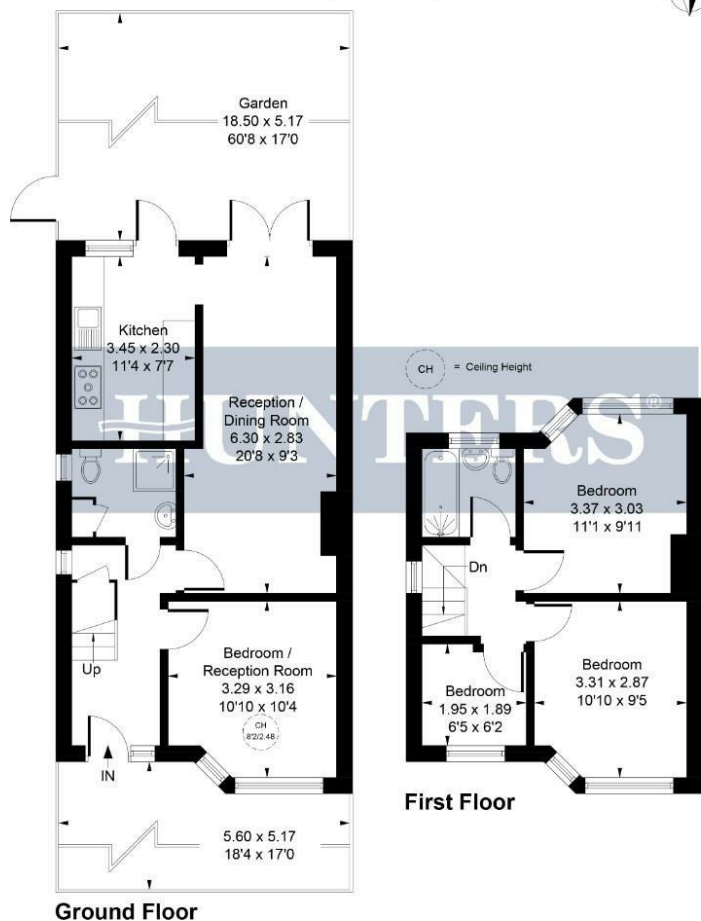 Garden
18.50 x 5.17
60'8 x 17'0
Kitchen
3.45 x 2.30
11'4 x 7'7
CH = Ceiling Height
HUNTERS®
Reception /
Dining Room
6.30 x 2.83
20'8 x 9'3
Bedroom
3.37 x 3.03
11'1 x 9'11
Dn
Up
Bedroom /
Reception Room
3.29 x 3.16
10'10 x 10'4
CH
8'2/2.48
Bedroom
1.95 x 1.89
6'5 x 6'2
Bedroom
3.31 x 2.87
10'10 x 9'5
IN
First Floor
5.60 x 5.17
18'4 x 17'0
Ground Floor